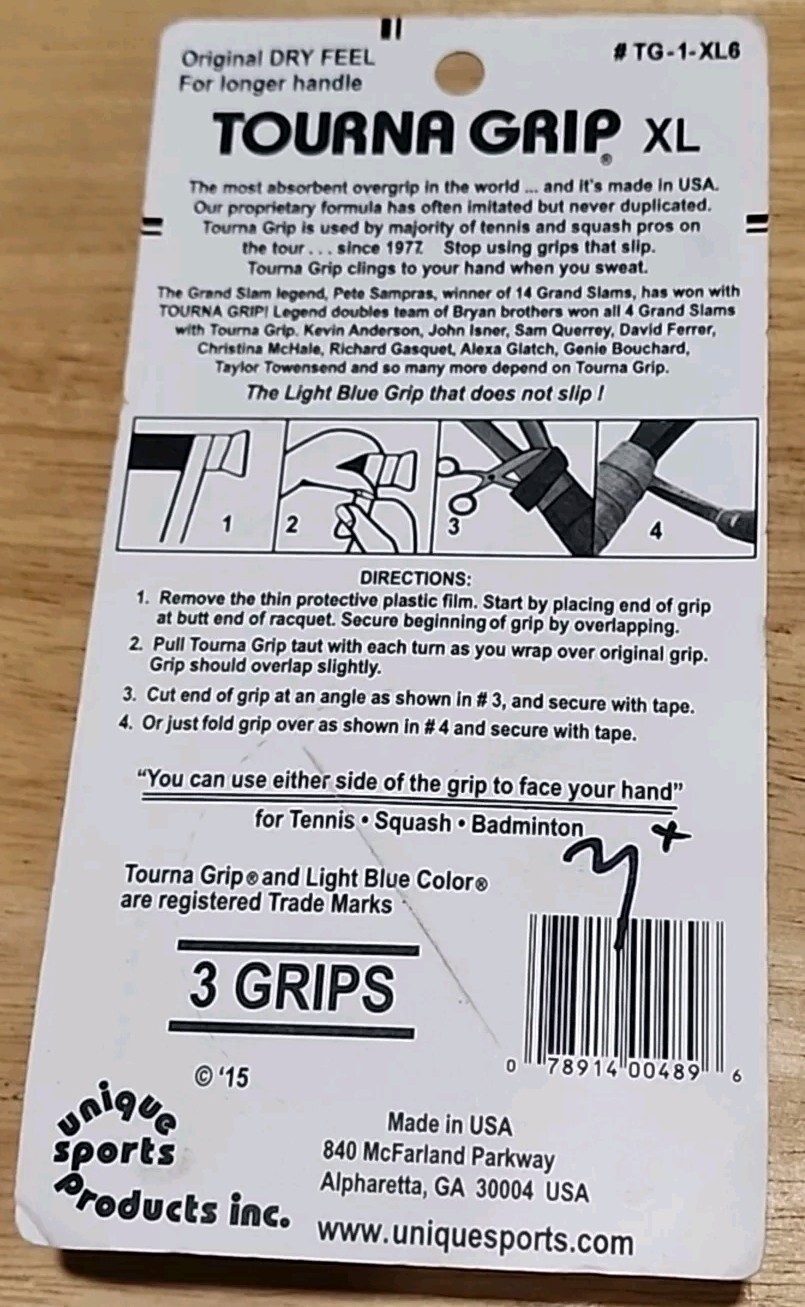 Original DRY FEEL
For longer handle
# TG-1-XL6
TOURNA GRIP® XL
The most absorbent overgrip in the world ... and it's made in USA.
Our proprietary formula has often imitated but never duplicated.
Tourna Grip is used by majority of tennis and squash pros on
the tour . . . since 1977. Stop using grips that slip.
Tourna Grip clings to your hand when you sweat.
The Grand Slam legend, Pete Sampras, winner of 14 Grand Slams, has won with
TOURNA GRIP! Legend doubles team of Bryan brothers won all 4 Grand Slams
with Tourna Grip. Kevin Anderson, John Isner, Sam Querrey, David Ferrer,
Christina McHale, Richard Gasquet, Alexa Glatch, Genie Bouchard,
Taylor Towensend and so many more depend on Tourna Grip.
The Light Blue Grip that does not slip !
1 2 3 4
DIRECTIONS:
1. Remove the thin protective plastic film. Start by placing end of grip
at butt end of racquet. Secure beginning of grip by overlapping.
2. Pull Tourna Grip taut with each turn as you wrap over original grip.
Grip should overlap slightly.
3. Cut end of grip at an angle as shown in # 3, and secure with tape.
4. Or just fold grip over as shown in # 4 and secure with tape.
"You can use either side of the grip to face your hand"
for Tennis • Squash • Badminton
Tourna Grip® and Light Blue Color®
are registered Trade Marks
3 GRIPS
0 78914 00489 6
© '15
unique
sports
Products inc.
Made in USA
840 McFarland Parkway
Alpharetta, GA 30004 USA
www.uniquesports.com